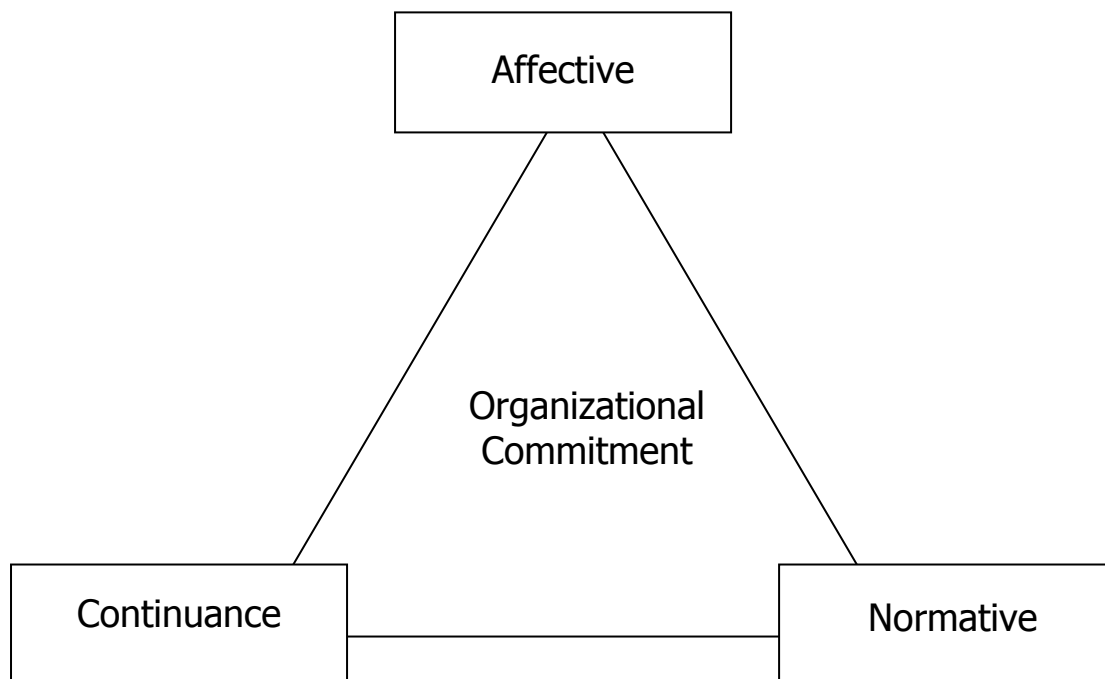 Affective
Organizational
Commitment
Continuance
Normative